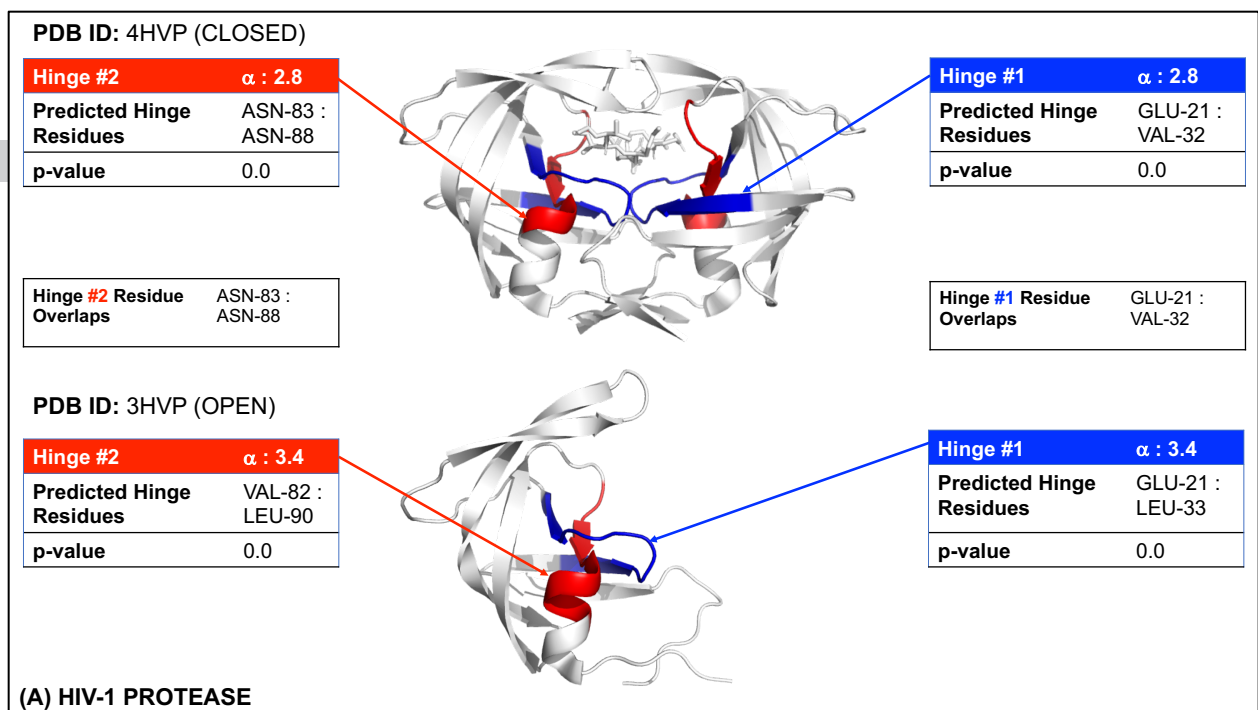 PDB ID: 4HVP (CLOSED)
Hinge #2 α : 2.8
Predicted Hinge ASN-83 :
Residues ASN-88
p-value 0.0
Hinge #1 α : 2.8
Predicted Hinge GLU-21 :
Residues VAL-32
p-value 0.0
Hinge #2 Residue ASN-83 :
Overlaps ASN-88
Hinge #1 Residue GLU-21 :
Overlaps VAL-32
PDB ID: 3HVP (OPEN)
Hinge #2 α : 3.4
Predicted Hinge VAL-82 :
Residues LEU-90
p-value 0.0
Hinge #1 α : 3.4
Predicted Hinge GLU-21 :
Residues LEU-33
p-value 0.0
(A) HIV-1 PROTEASE